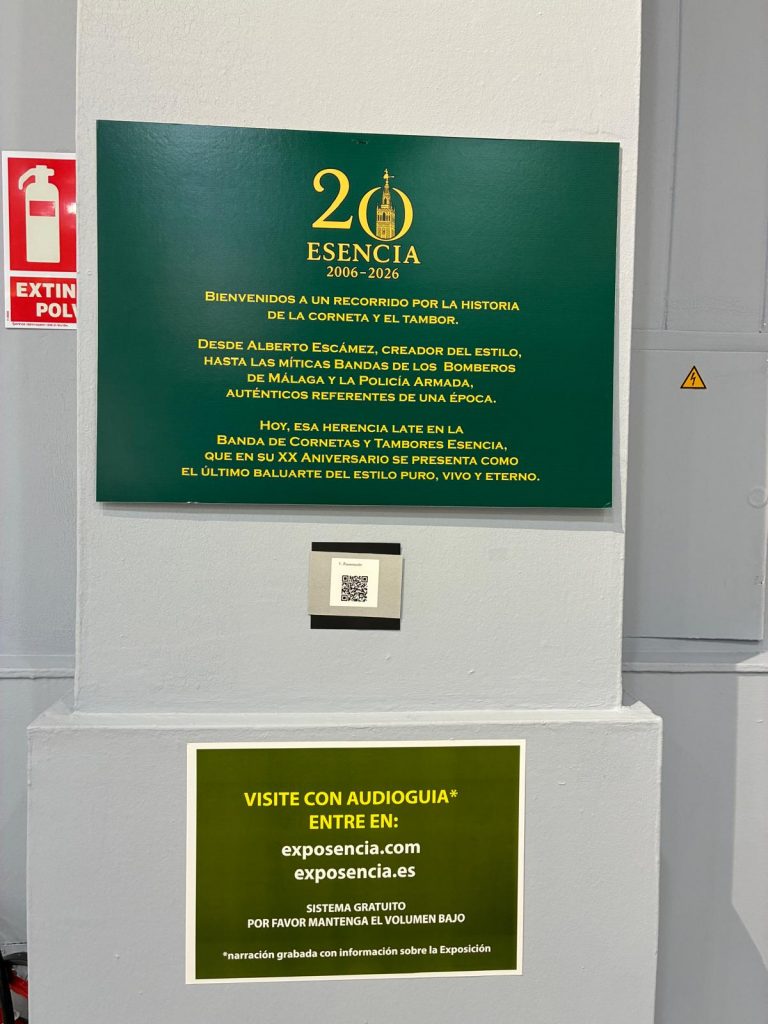 20
ESENCIA
2006-2026
BIENVENIDOS A UN RECORRIDO POR LA HISTORIA
DE LA CORNETA Y EL TAMBOR.
DESDE ALBERTO ESCÁMEZ, CREADOR DEL ESTILO,
HASTA LAS MÍTICAS BANDAS DE LOS BOMBEROS
DE MÁLAGA Y LA POLICÍA ARMADA,
AUTÉNTICOS REFERENTES DE UNA ÉPOCA.
HOY, ESA HERENCIA LATE EN LA
BANDA DE CORNETAS Y TAMBORES ESENCIA,
QUE EN SU XX ANIVERSARIO SE PRESENTA COMO
EL ÚLTIMO BALUARTE DEL ESTILO PURO, VIVO Y ETERNO.
EXTIN
POLV
VISITE CON AUDIOGUIA*
ENTRE EN:
exposencia.com
exposencia.es
SISTEMA GRATUITO
POR FAVOR MANTENGA EL VOLUMEN BAJO
*narración grabada con información sobre la Exposición